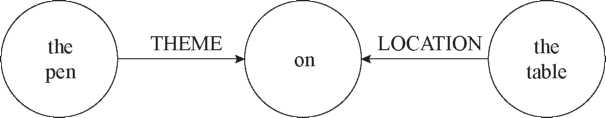 the
pen
THEME
on
LOCATION
the
table